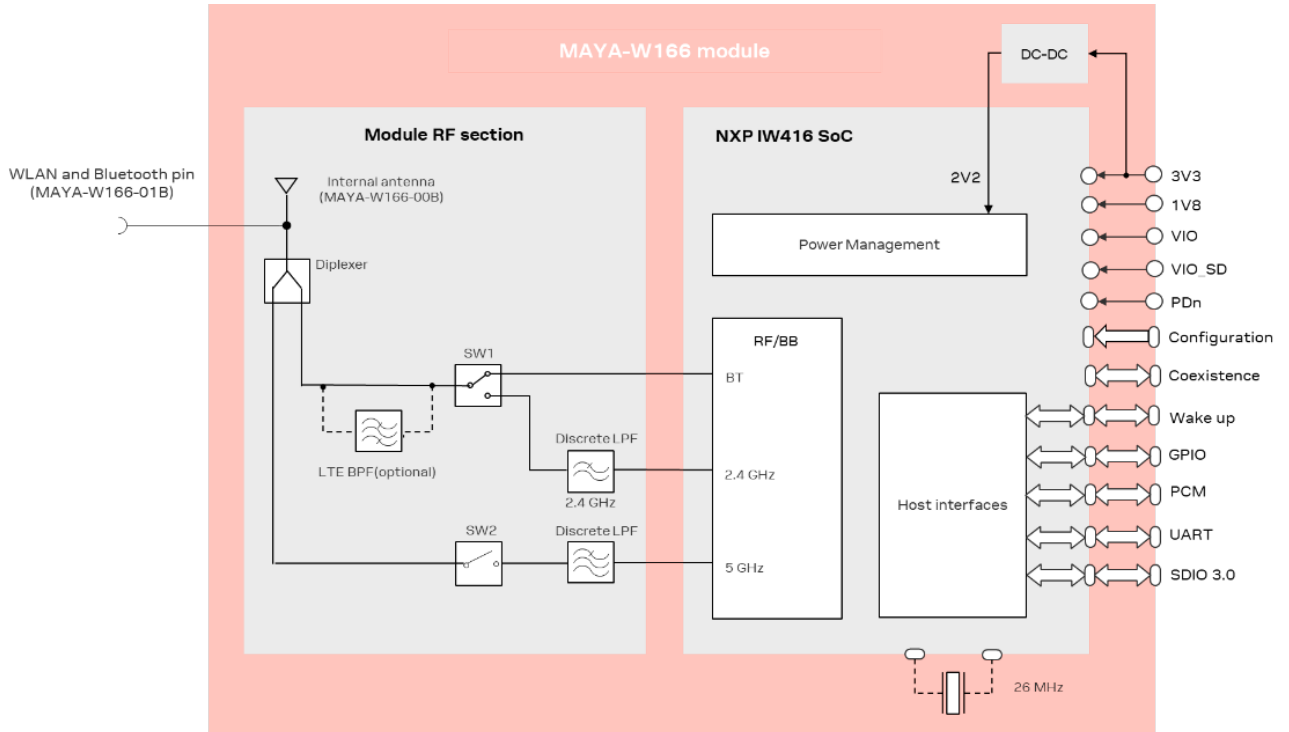 MAYA-W166 module
DC-DC
Module RF section
NXP IW416 SoC
WLAN and Bluetooth pin
(MAYA-W166-01B)
Internal antenna
(MAYA-W166-00B)
2V2
3V3
1V8
Power Management
VIO
Diplexer
VIO_SD
PDn
RF/BB
Configuration
SW1
BT
Coexistence
Wake up
Discrete LPF
GPIO
LTE BPF(optional)
2.4 GHz
PCM
2.4 GHz
Host interfaces
SW2
Discrete LPF
UART
5 GHz
SDIO 3.0
26 MHz